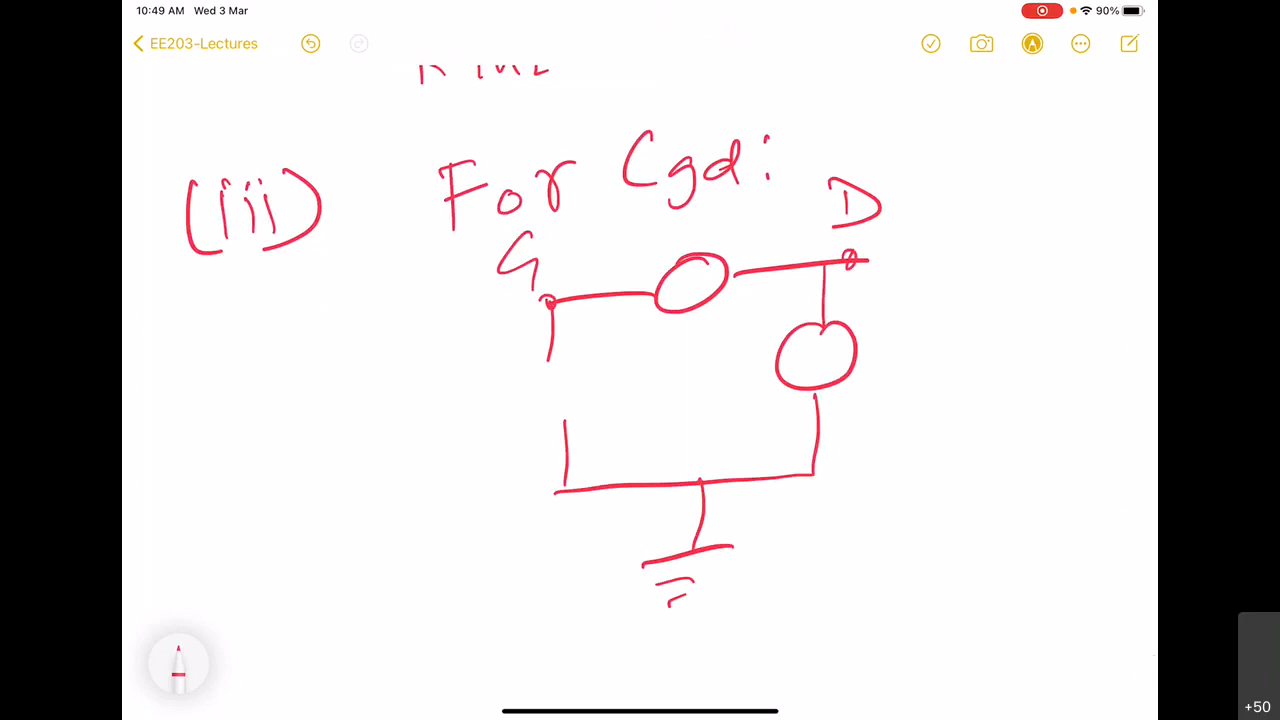 10:49 AM Wed 3 Mar
90%
EE203-Lectures
(iii) For Cgd:
G
D
+50